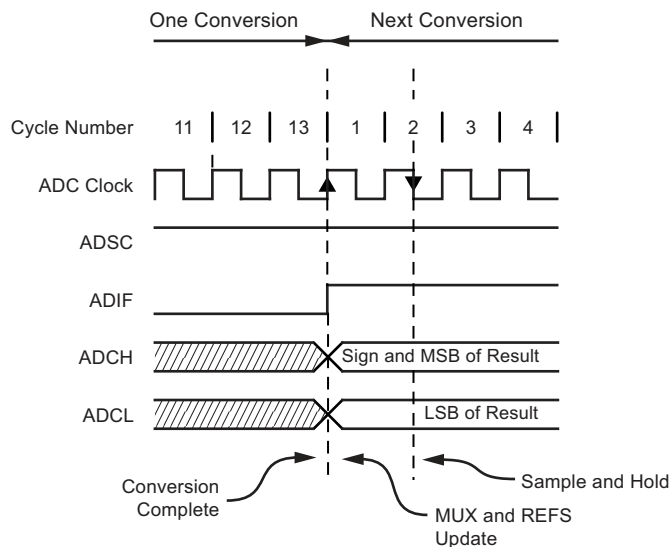 One Conversion Next Conversion
Cycle Number 11 12 13 1 2 3 4
ADC Clock
ADSC
ADIF
ADCH Sign and MSB of Result
ADCL LSB of Result
Conversion
Complete
MUX and REFS
Update
Sample and Hold